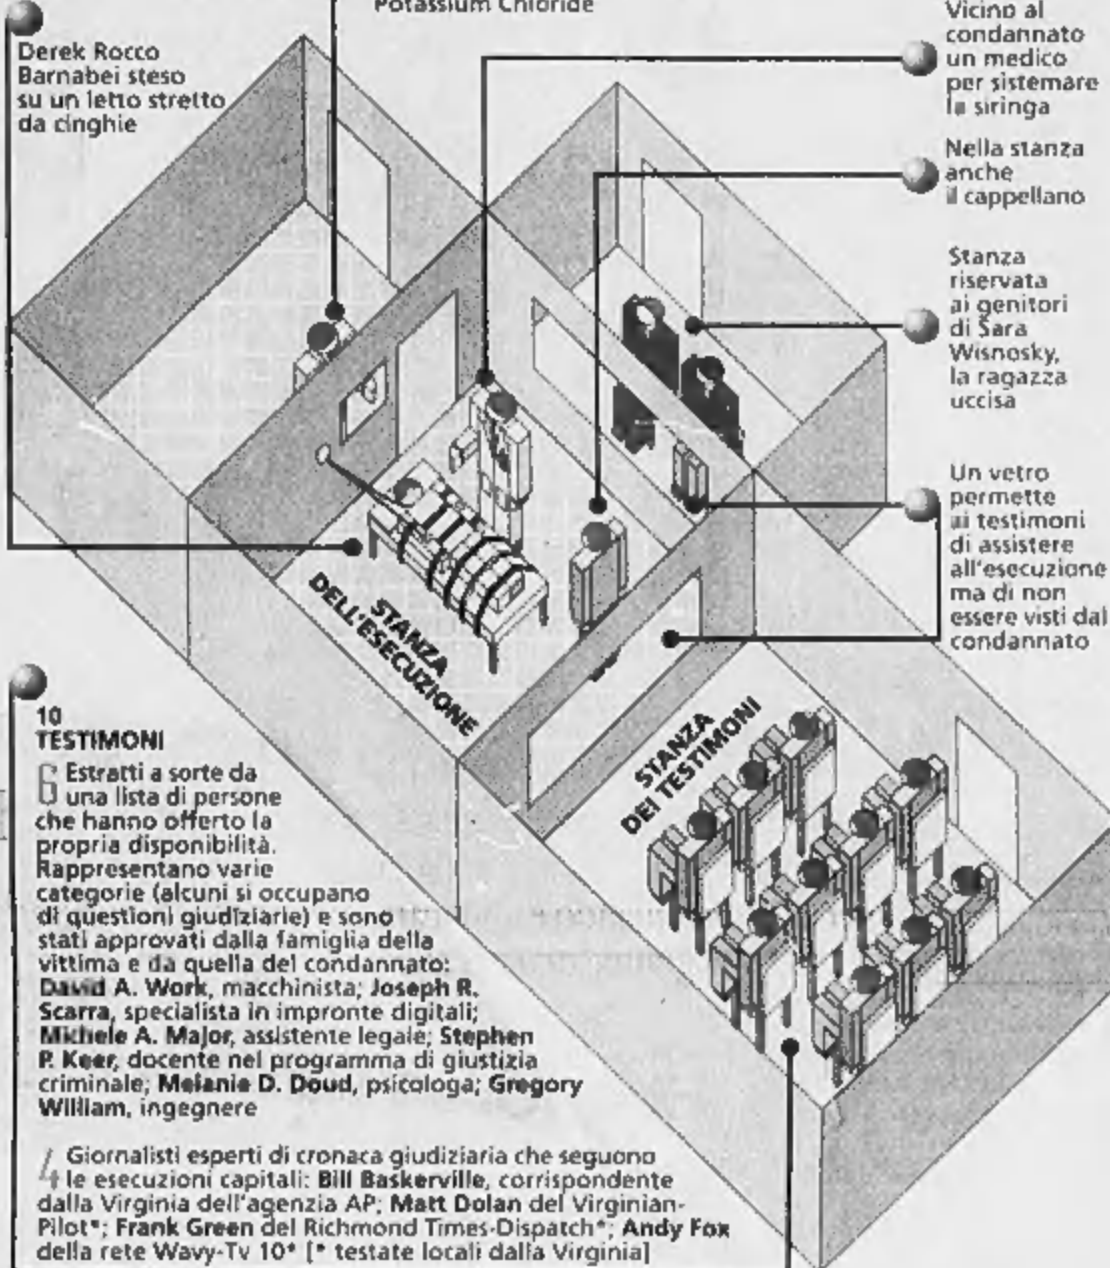 Potassium Chloride
Derek Rocco
Barnabei steso
su un letto stretto
da cinghie
Vicino al
condannato
un medico
per sistemare
la siringa
Nella stanza
anche
il cappellano
Stanza
riservata
ai genitori
di Sara
Wisnosky,
la ragazza
uccisa
Un vetro
permette
ai testimoni
di assistere
all'esecuzione
ma di non
essere visti dal
condannato
STANZA
DELL'ESECUZIONE
STANZA
DEI TESTIMONI
10
TESTIMONI
6 Estratti a sorte da
una lista di persone
che hanno offerto la
propria disponibilità.
Rappresentano varie
categorie (alcuni si occupano
di questioni giudiziarie) e sono
stati approvati dalla famiglia della
vittima e da quella del condannato:
David A. Work, macchinista; Joseph R.
Scarra, specialista in impronte digitali;
Michele A. Major, assistente legale; Stephen
P. Keer, docente nel programma di giustizia
criminale; Melanie D. Doud, psicologa; Gregory
William, ingegnere
4 Giornalisti esperti di cronaca giudiziaria che seguono
le esecuzioni capitali: Bill Baskerville, corrispondente
dalla Virginia dell'agenzia AP; Matt Dolan del Virginian-
Pilot*; Frank Green del Richmond Times-Dispatch*; Andy Fox
della rete Wavy-Tv 10* [* testate locali dalla Virginia]